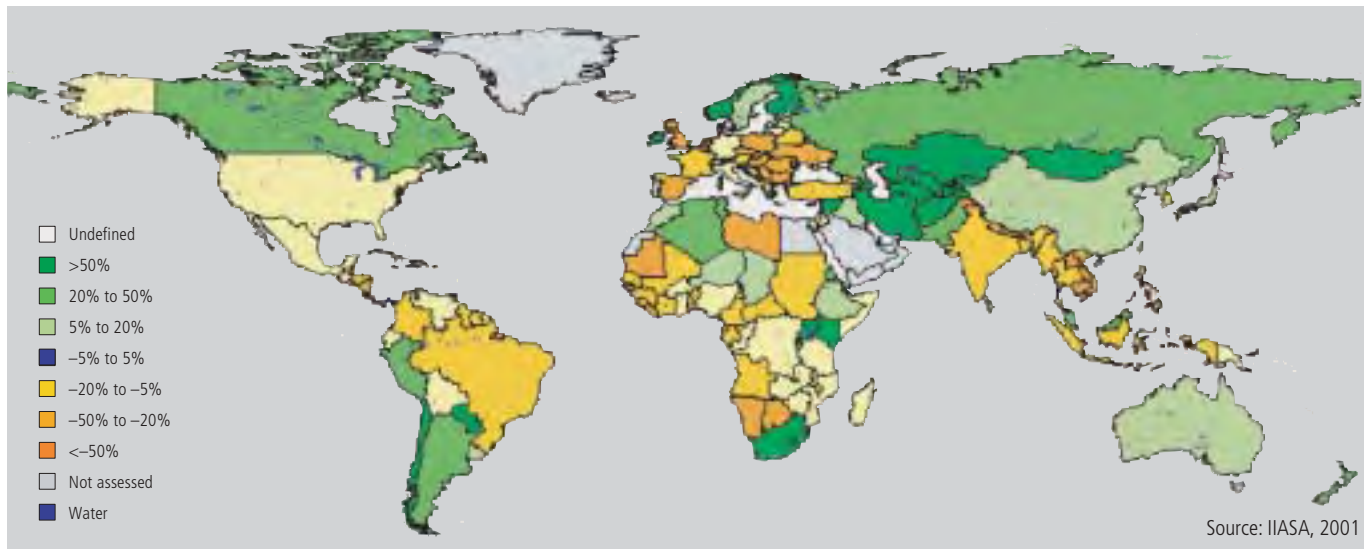 Undefined
>50%
20% to 50%
5% to 20%
–5% to 5%
–20% to –5%
–50% to –20%
<–50%
Not assessed
Water
Source: IIASA, 2001